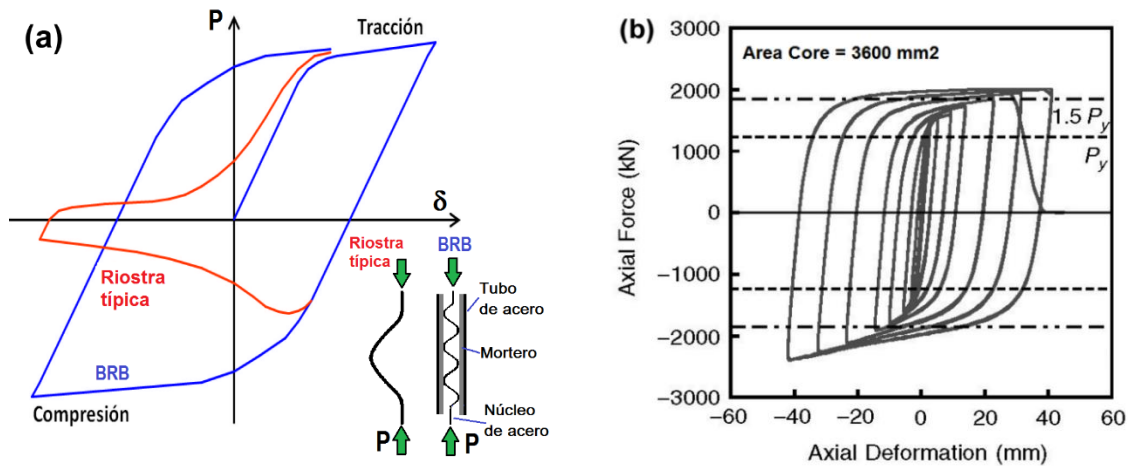 (a)
P
Tracción
δ
Riostra
típica
BRB
Compresión
Riostra
típica
BRB
Tubo
de acero
Mortero
Núcleo
de acero
P
P
(b)
Area Core = 3600 mm2
1.5 Py
Py
3000
2000
1000
0
−1000
−2000
−3000
Axial Force (kN)
−60
−40
−20
0
20
40
60
Axial Deformation (mm)